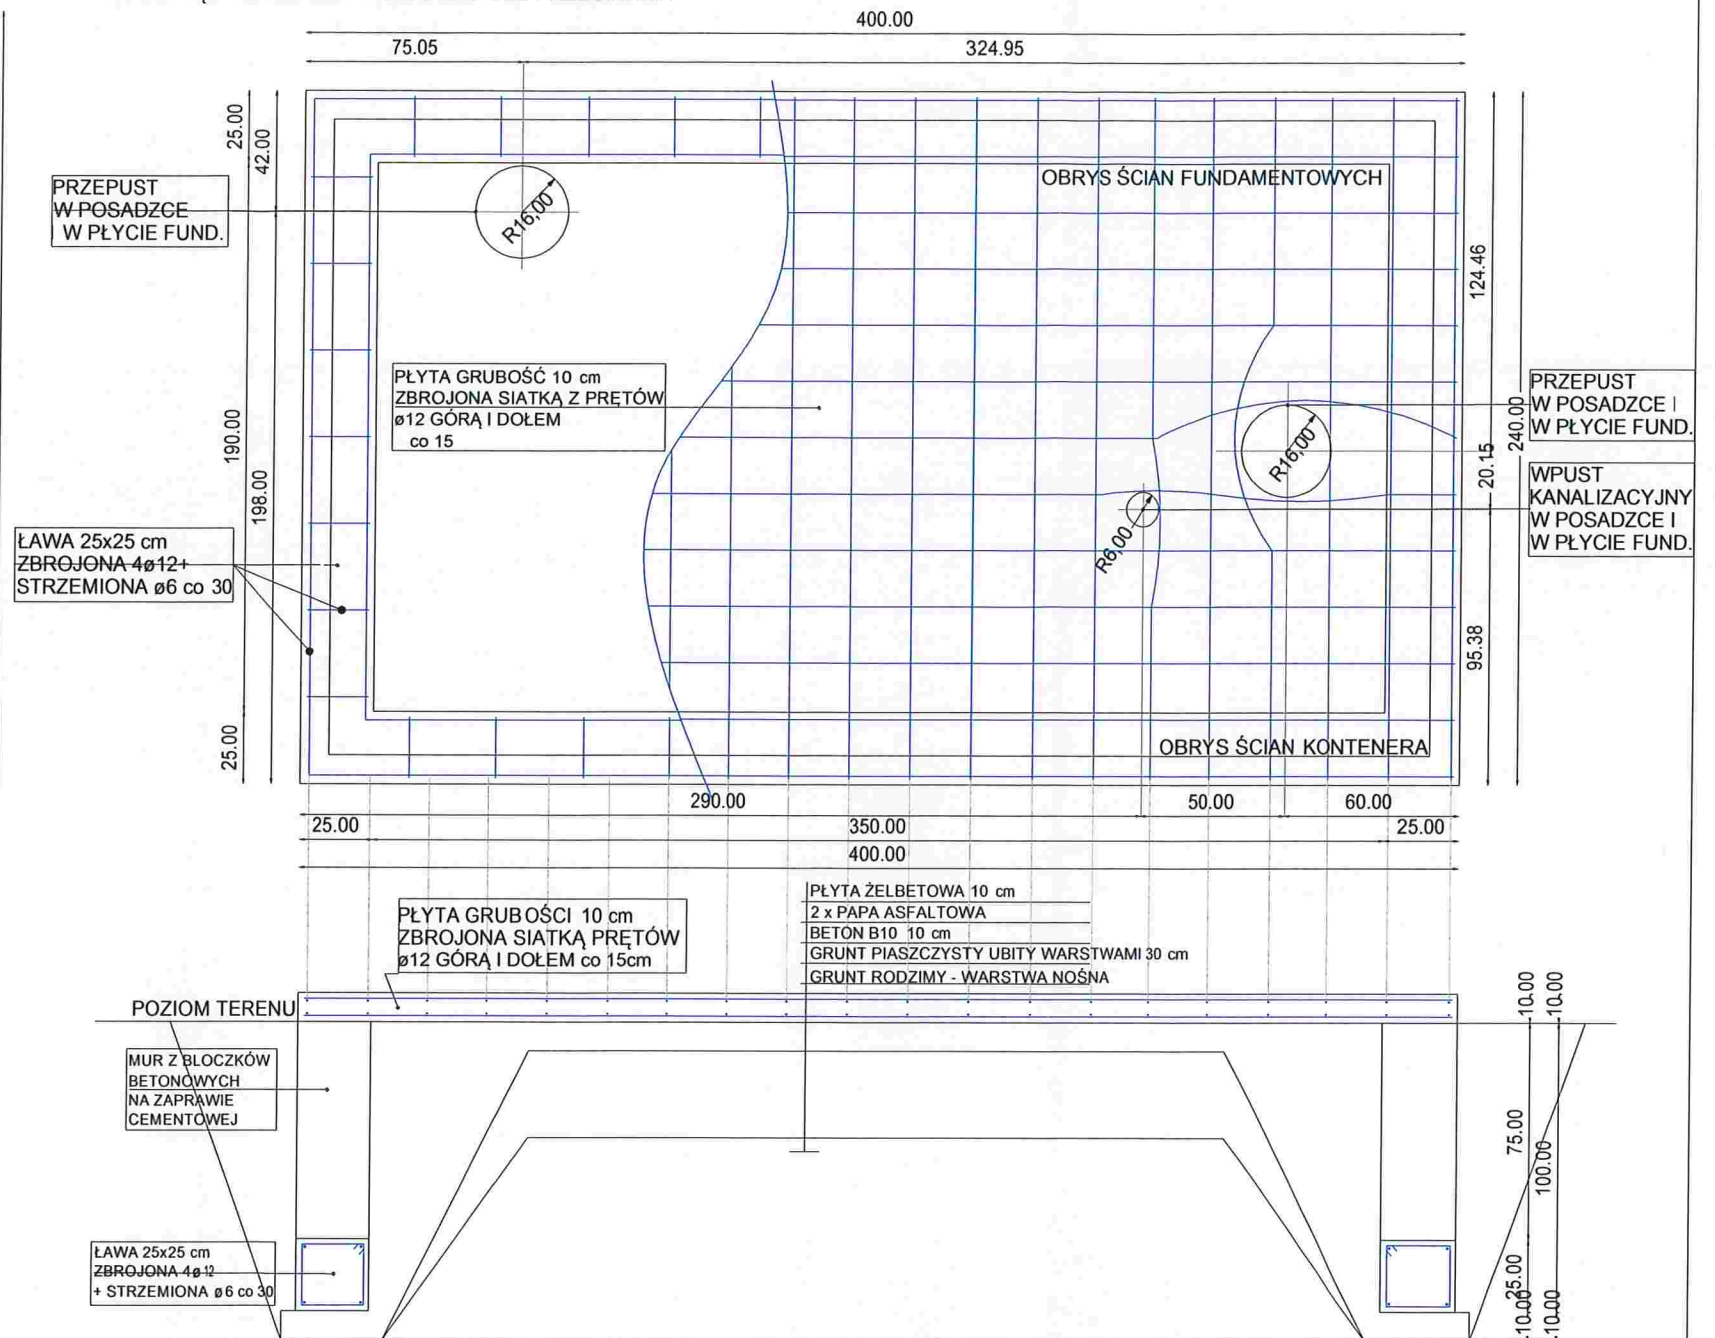 400.00
75.05
324.95
25.00
42.00
PRZEPUST
W POSADZCE
I W PŁYCIE FUND.
R16,00
OBRYS ŚCIAN FUNDAMENTOWYCH
124.46
PŁYTA GRUBOŚĆ 10 cm
ZBROJONA SIATKĄ Z PRĘTÓW
ø12 GÓRĄ I DOŁEM
co 15
190.00
198.00
PRZEPUST
W POSADZCE I
W PŁYCIE FUND.
240.00
20.15
R16,00
WPUST
KANALIZACYJNY
W POSADZCE I
W PŁYCIE FUND.
R6,00
ŁAWA 25x25 cm
ZBROJONA 4ø12+
STRZEMIONA ø6 co 30
95.38
25.00
OBRYS ŚCIAN KONTENERA
290.00
50.00
60.00
25.00
350.00
25.00
400.00
PŁYTA ŻELBETOWA 10 cm
2 x PAPA ASFALTOWA
BETON B10 10 cm
GRUNT PIASZCZYSTY UBITY WARSTWAMI 30 cm
GRUNT RODZIMY - WARSTWA NOŚNA
PŁYTA GRUBOŚCI 10 cm
ZBROJONA SIATKĄ PRĘTÓW
ø12 GÓRĄ I DOŁEM co 15cm
POZIOM TERENU
10.00
10.00
MUR Z BLOCZKÓW
BETONOWYCH
NA ZAPRAWIE
CEMENTOWEJ
75.00
100.00
ŁAWA 25x25 cm
ZBROJONA 4ø12
+ STRZEMIONA ø6 co 30
25.00
10.00
10.00